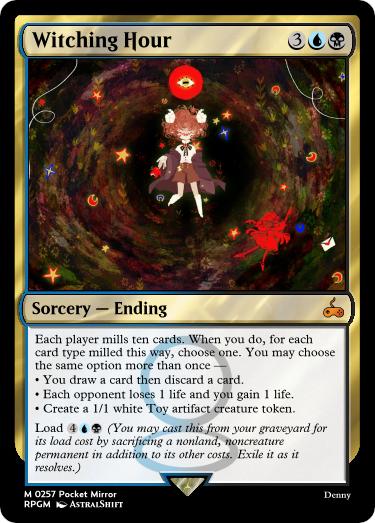 Witching Hour
3
Sorcery — Ending
Each player mills ten cards. When you do, for each
card type milled this way, choose one. You may choose
the same option more than once —
• You draw a card then discard a card.
• Each opponent loses 1 life and you gain 1 life.
• Create a 1/1 white Toy artifact creature token.
Load 4 (You may cast this from your graveyard for
its load cost by sacrificing a nonland, noncreature
permanent in addition to its other costs. Exile it as it
resolves.)
M 0257 Pocket Mirror
RPGM AstralShift
Denny